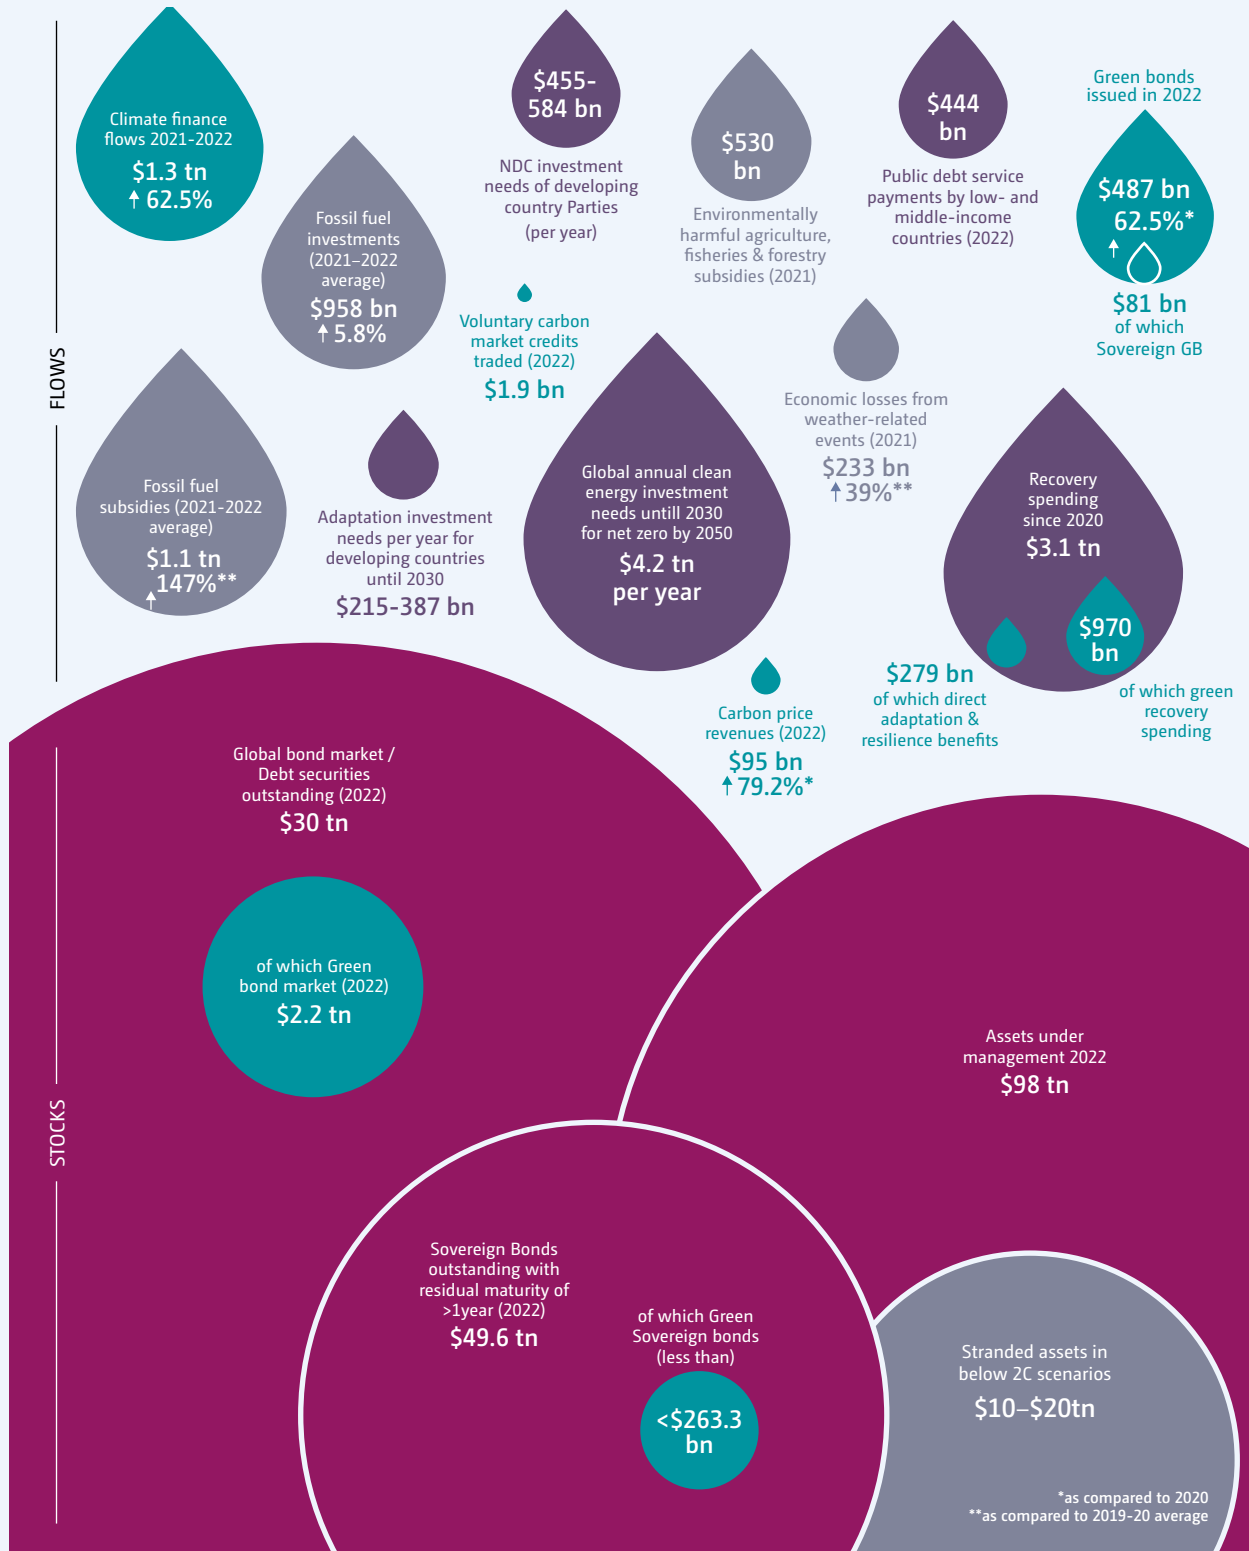 FLOWS
Climate finance
flows 2021-2022
$1.3 tn
↑ 62.5%
Fossil fuel
investments
(2021–2022
average)
$958 bn
↑ 5.8%
$455-
584 bn
NDC investment
needs of developing
country Parties
(per year)
$530
bn
Environmentally
harmful agriculture,
fisheries & forestry
subsidies (2021)
$444
bn
Public debt service
payments by low- and
middle-income
countries (2022)
Green bonds
issued in 2022
$487 bn
62.5%*
↑
$81 bn
of which
Sovereign GB
Voluntary carbon
market credits
traded (2022)
$1.9 bn
Economic losses from
weather-related
events (2021)
$233 bn
↑ 39%**
Fossil fuel
subsidies (2021-2022
average)
$1.1 tn
↑ 147%**
Adaptation investment
needs per year for
developing countries
until 2030
$215-387 bn
Global annual clean
energy investment
needs untill 2030
for net zero by 2050
$4.2 tn
per year
Recovery
spending
since 2020
$3.1 tn
$970
bn
of which green
recovery
spending
$279 bn
of which direct
adaptation &
resilience benefits
Carbon price
revenues (2022)
$95 bn
↑ 79.2%*
STOCKS
Global bond market /
Debt securities
outstanding (2022)
$30 tn
of which Green
bond market (2022)
$2.2 tn
Assets under
management 2022
$98 tn
Sovereign Bonds
outstanding with
residual maturity of
>1year (2022)
$49.6 tn
of which Green
Sovereign bonds
(less than)
<$263.3
bn
Stranded assets in
below 2C scenarios
$10–$20tn
*as compared to 2020
**as compared to 2019-20 average